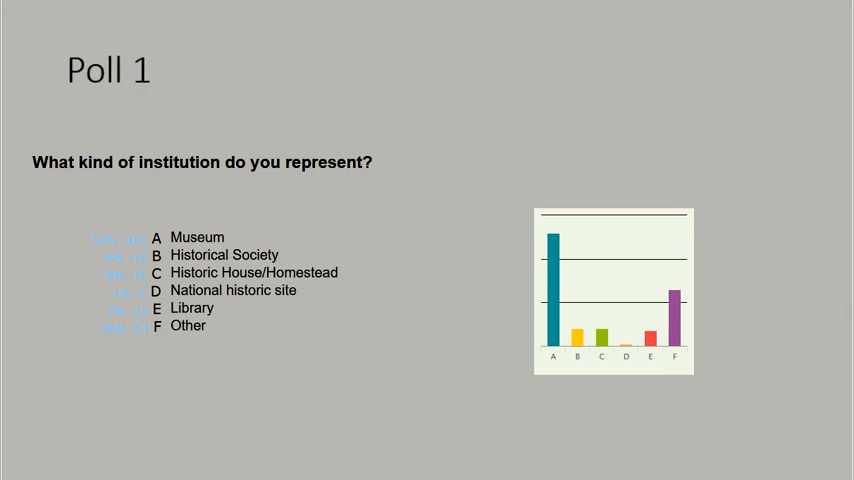 Poll 1
What kind of institution do you represent?
A Museum
B Historical Society
C Historic House/Homestead
D National historic site
E Library
F Other
A B C D E F